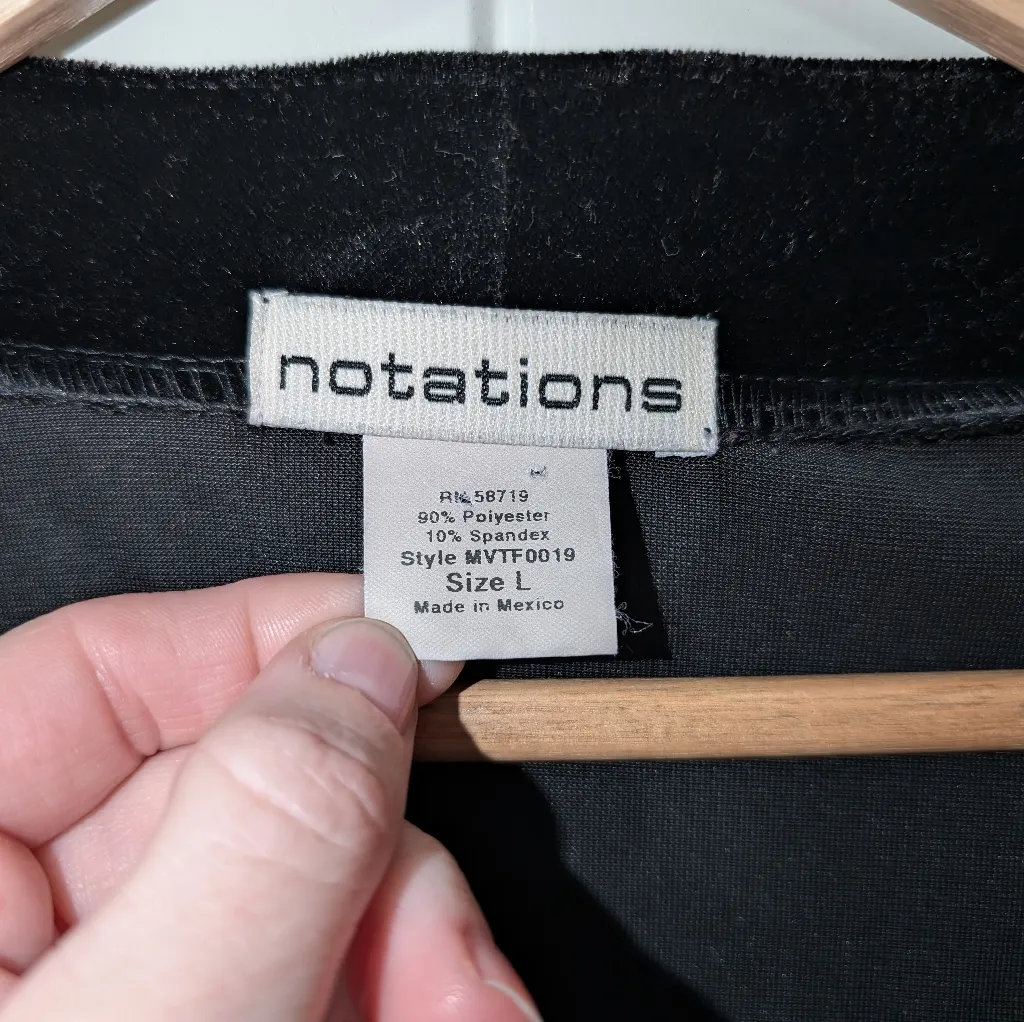 notations
RN 58719
90% Polyester
10% Spandex
Style MVTF0019
Size L
Made in Mexico